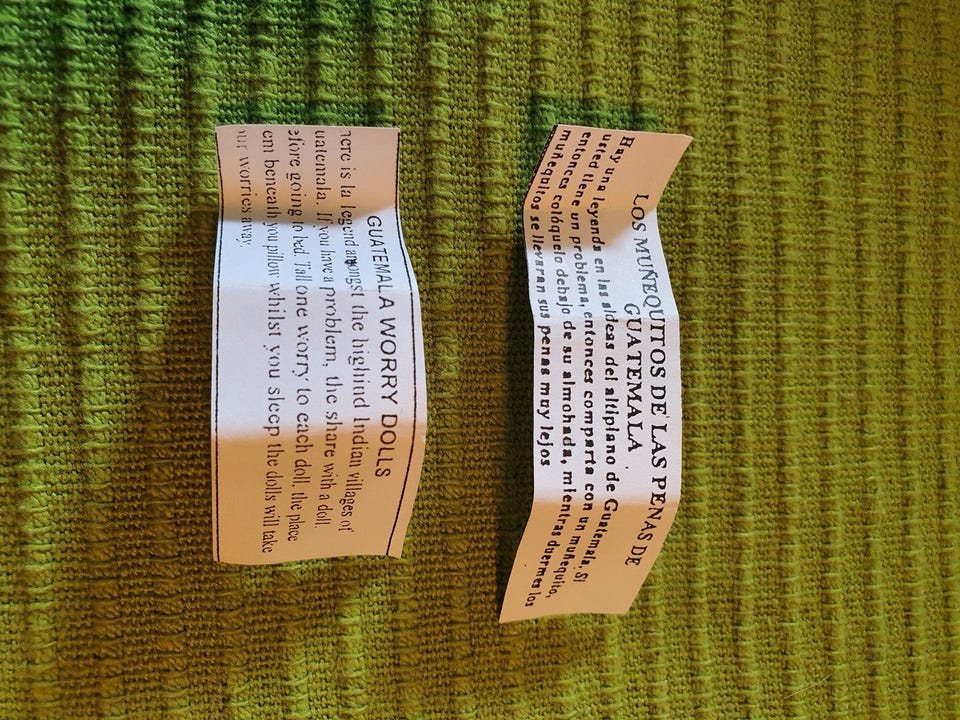 LOS MUÑEQUITOS DE LAS PENAS DE
GUATEMALA
Hay una leyenda en las aldeas del altiplano de Guatemala, Si
usted tiene un problema, entonces comparta con un muñequito,
entonces colóquelo debajo de su almohada, mientras duermes los
muñequitos se llevaran sus penas muy lejos
GUATEMALA WORRY DOLLS
here is la legend amongst the highind Indian villages of
uatemala. If you have a problem, the share with a doll,
efore going to bed. Tall one worry to each doll, the place
em beneath you pillow whilst you sleep the dolls will take
our worries away.